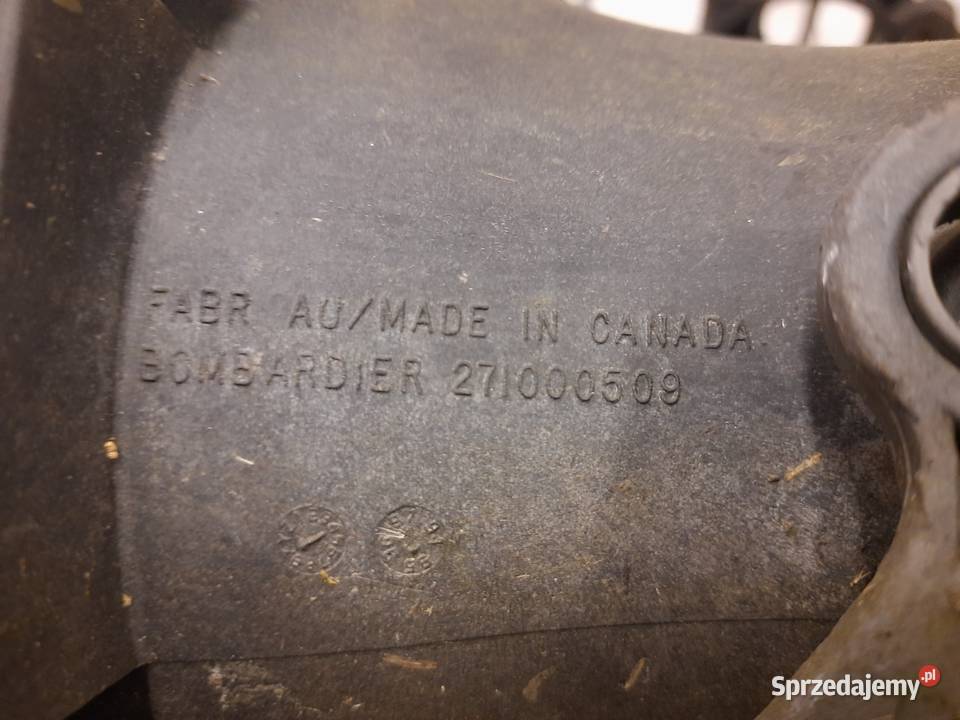 FABR AU/MADE IN CANADA
BOMBARDIER 271000509
Sprzedajemy.pl